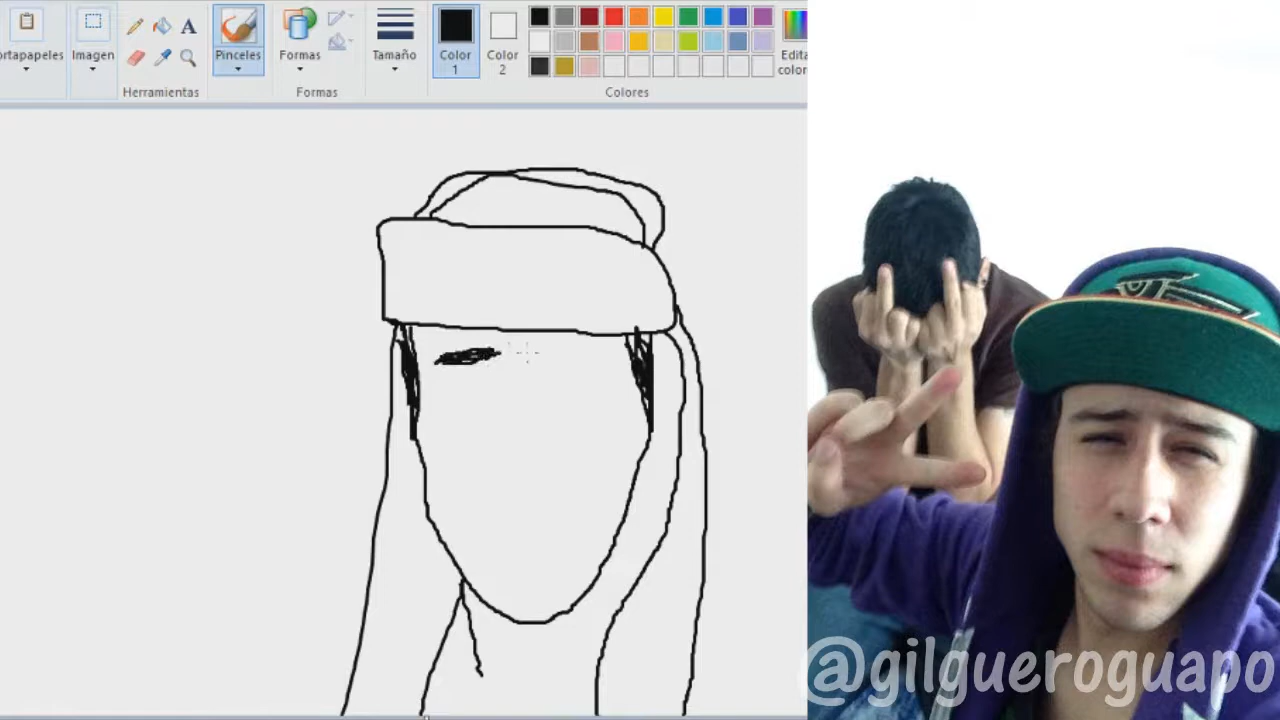 ortapapeles
Imagen
Herramientas
Pinceles
Formas
Formas
Tamaño
Color
1
Color
2
Edita
color
Colores
@gilgueroguapo